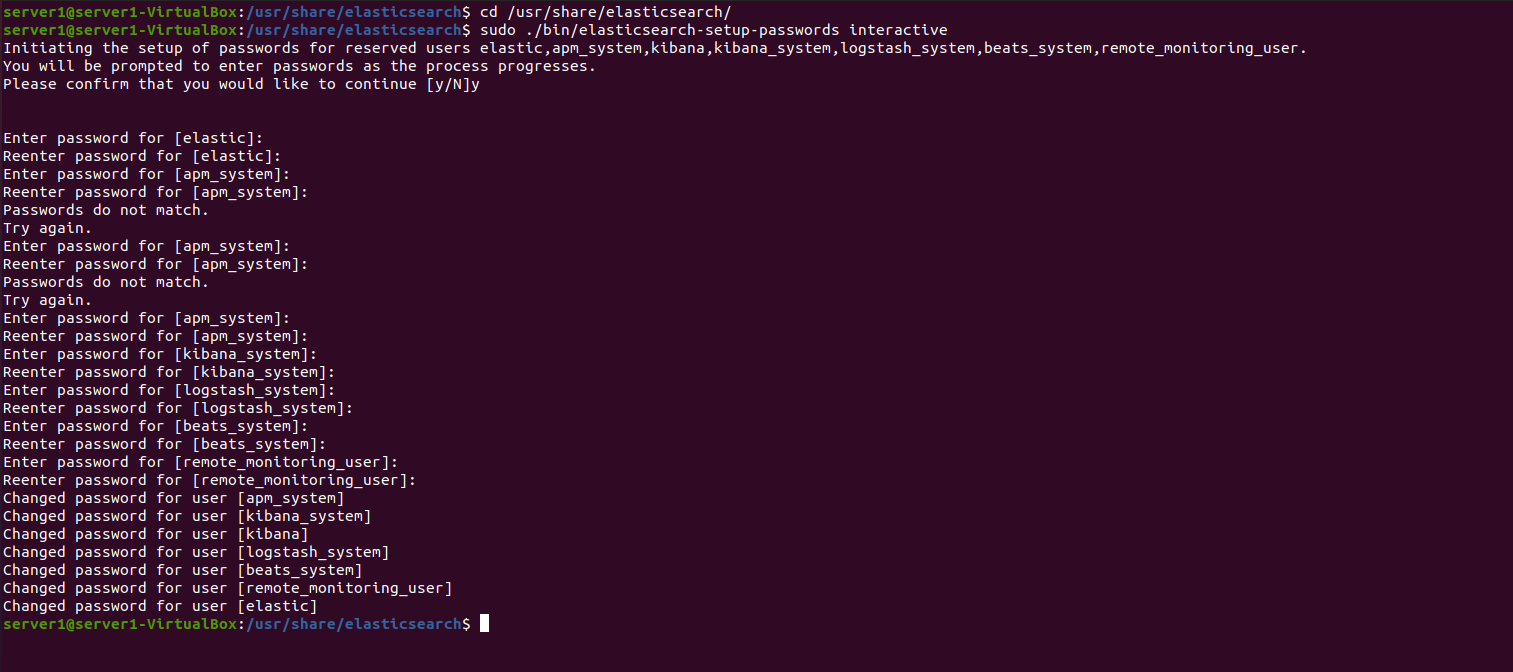 server1@server1-VirtualBox:/usr/share/elasticsearch$ cd /usr/share/elasticsearch/
server1@server1-VirtualBox:/usr/share/elasticsearch$ sudo ./bin/elasticsearch-setup-passwords interactive
Initiating the setup of passwords for reserved users elastic,apm_system,kibana,kibana_system,logstash_system,beats_system,remote_monitoring_user.
You will be prompted to enter passwords as the process progresses.
Please confirm that you would like to continue [y/N]y
Enter password for [elastic]:
Reenter password for [elastic]:
Enter password for [apm_system]:
Reenter password for [apm_system]:
Passwords do not match.
Try again.
Enter password for [apm_system]:
Reenter password for [apm_system]:
Passwords do not match.
Try again.
Enter password for [apm_system]:
Reenter password for [apm_system]:
Enter password for [kibana_system]:
Reenter password for [kibana_system]:
Enter password for [logstash_system]:
Reenter password for [logstash_system]:
Enter password for [beats_system]:
Reenter password for [beats_system]:
Enter password for [remote_monitoring_user]:
Reenter password for [remote_monitoring_user]:
Changed password for user [apm_system]
Changed password for user [kibana_system]
Changed password for user [kibana]
Changed password for user [logstash_system]
Changed password for user [beats_system]
Changed password for user [remote_monitoring_user]
Changed password for user [elastic]
server1@server1-VirtualBox:/usr/share/elasticsearch$